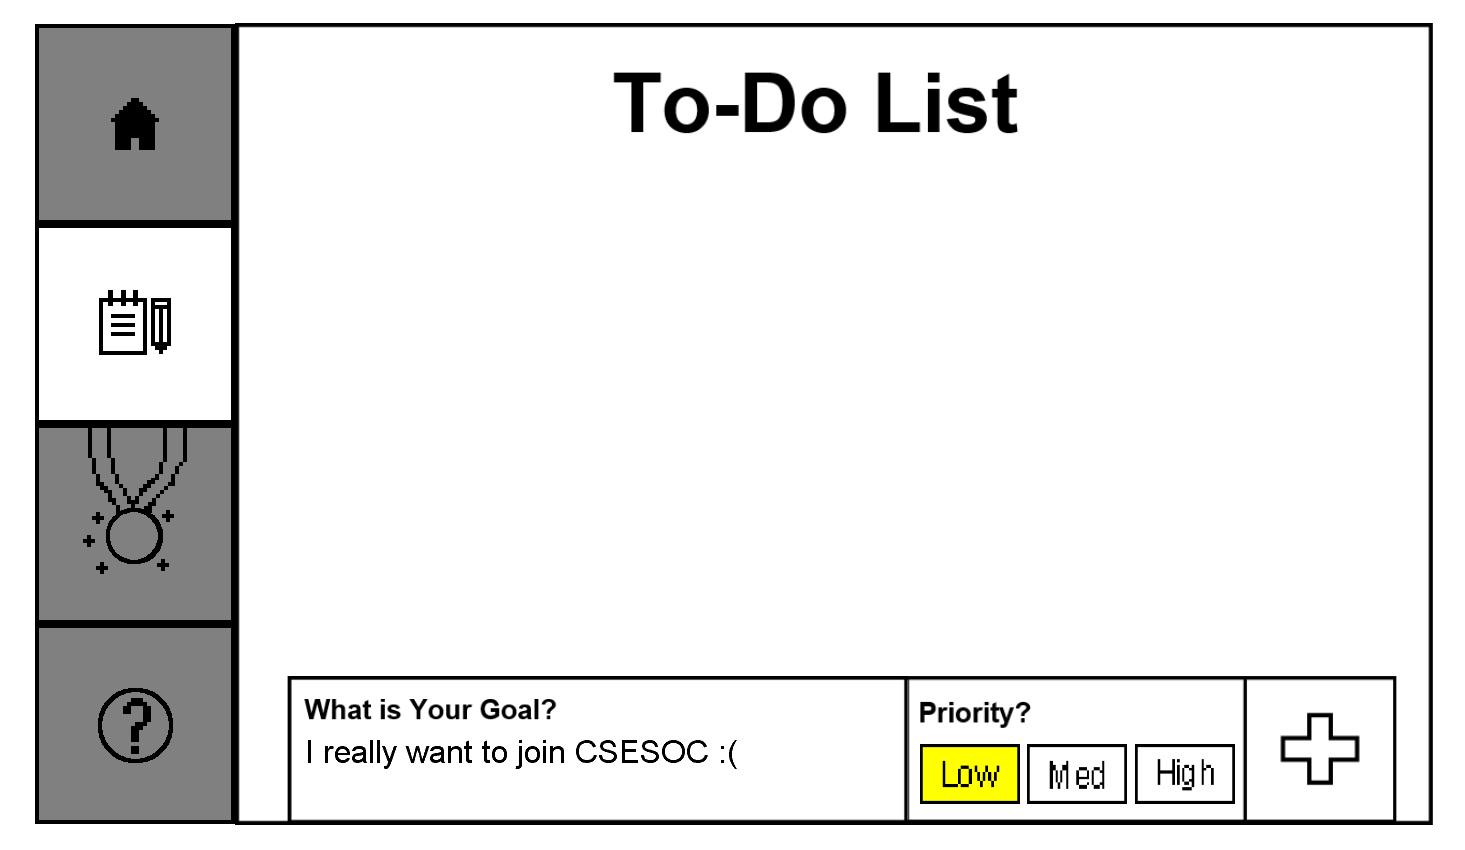 To-Do List
What is Your Goal?
I really want to join CSESOC :(
Priority?
Low Med High